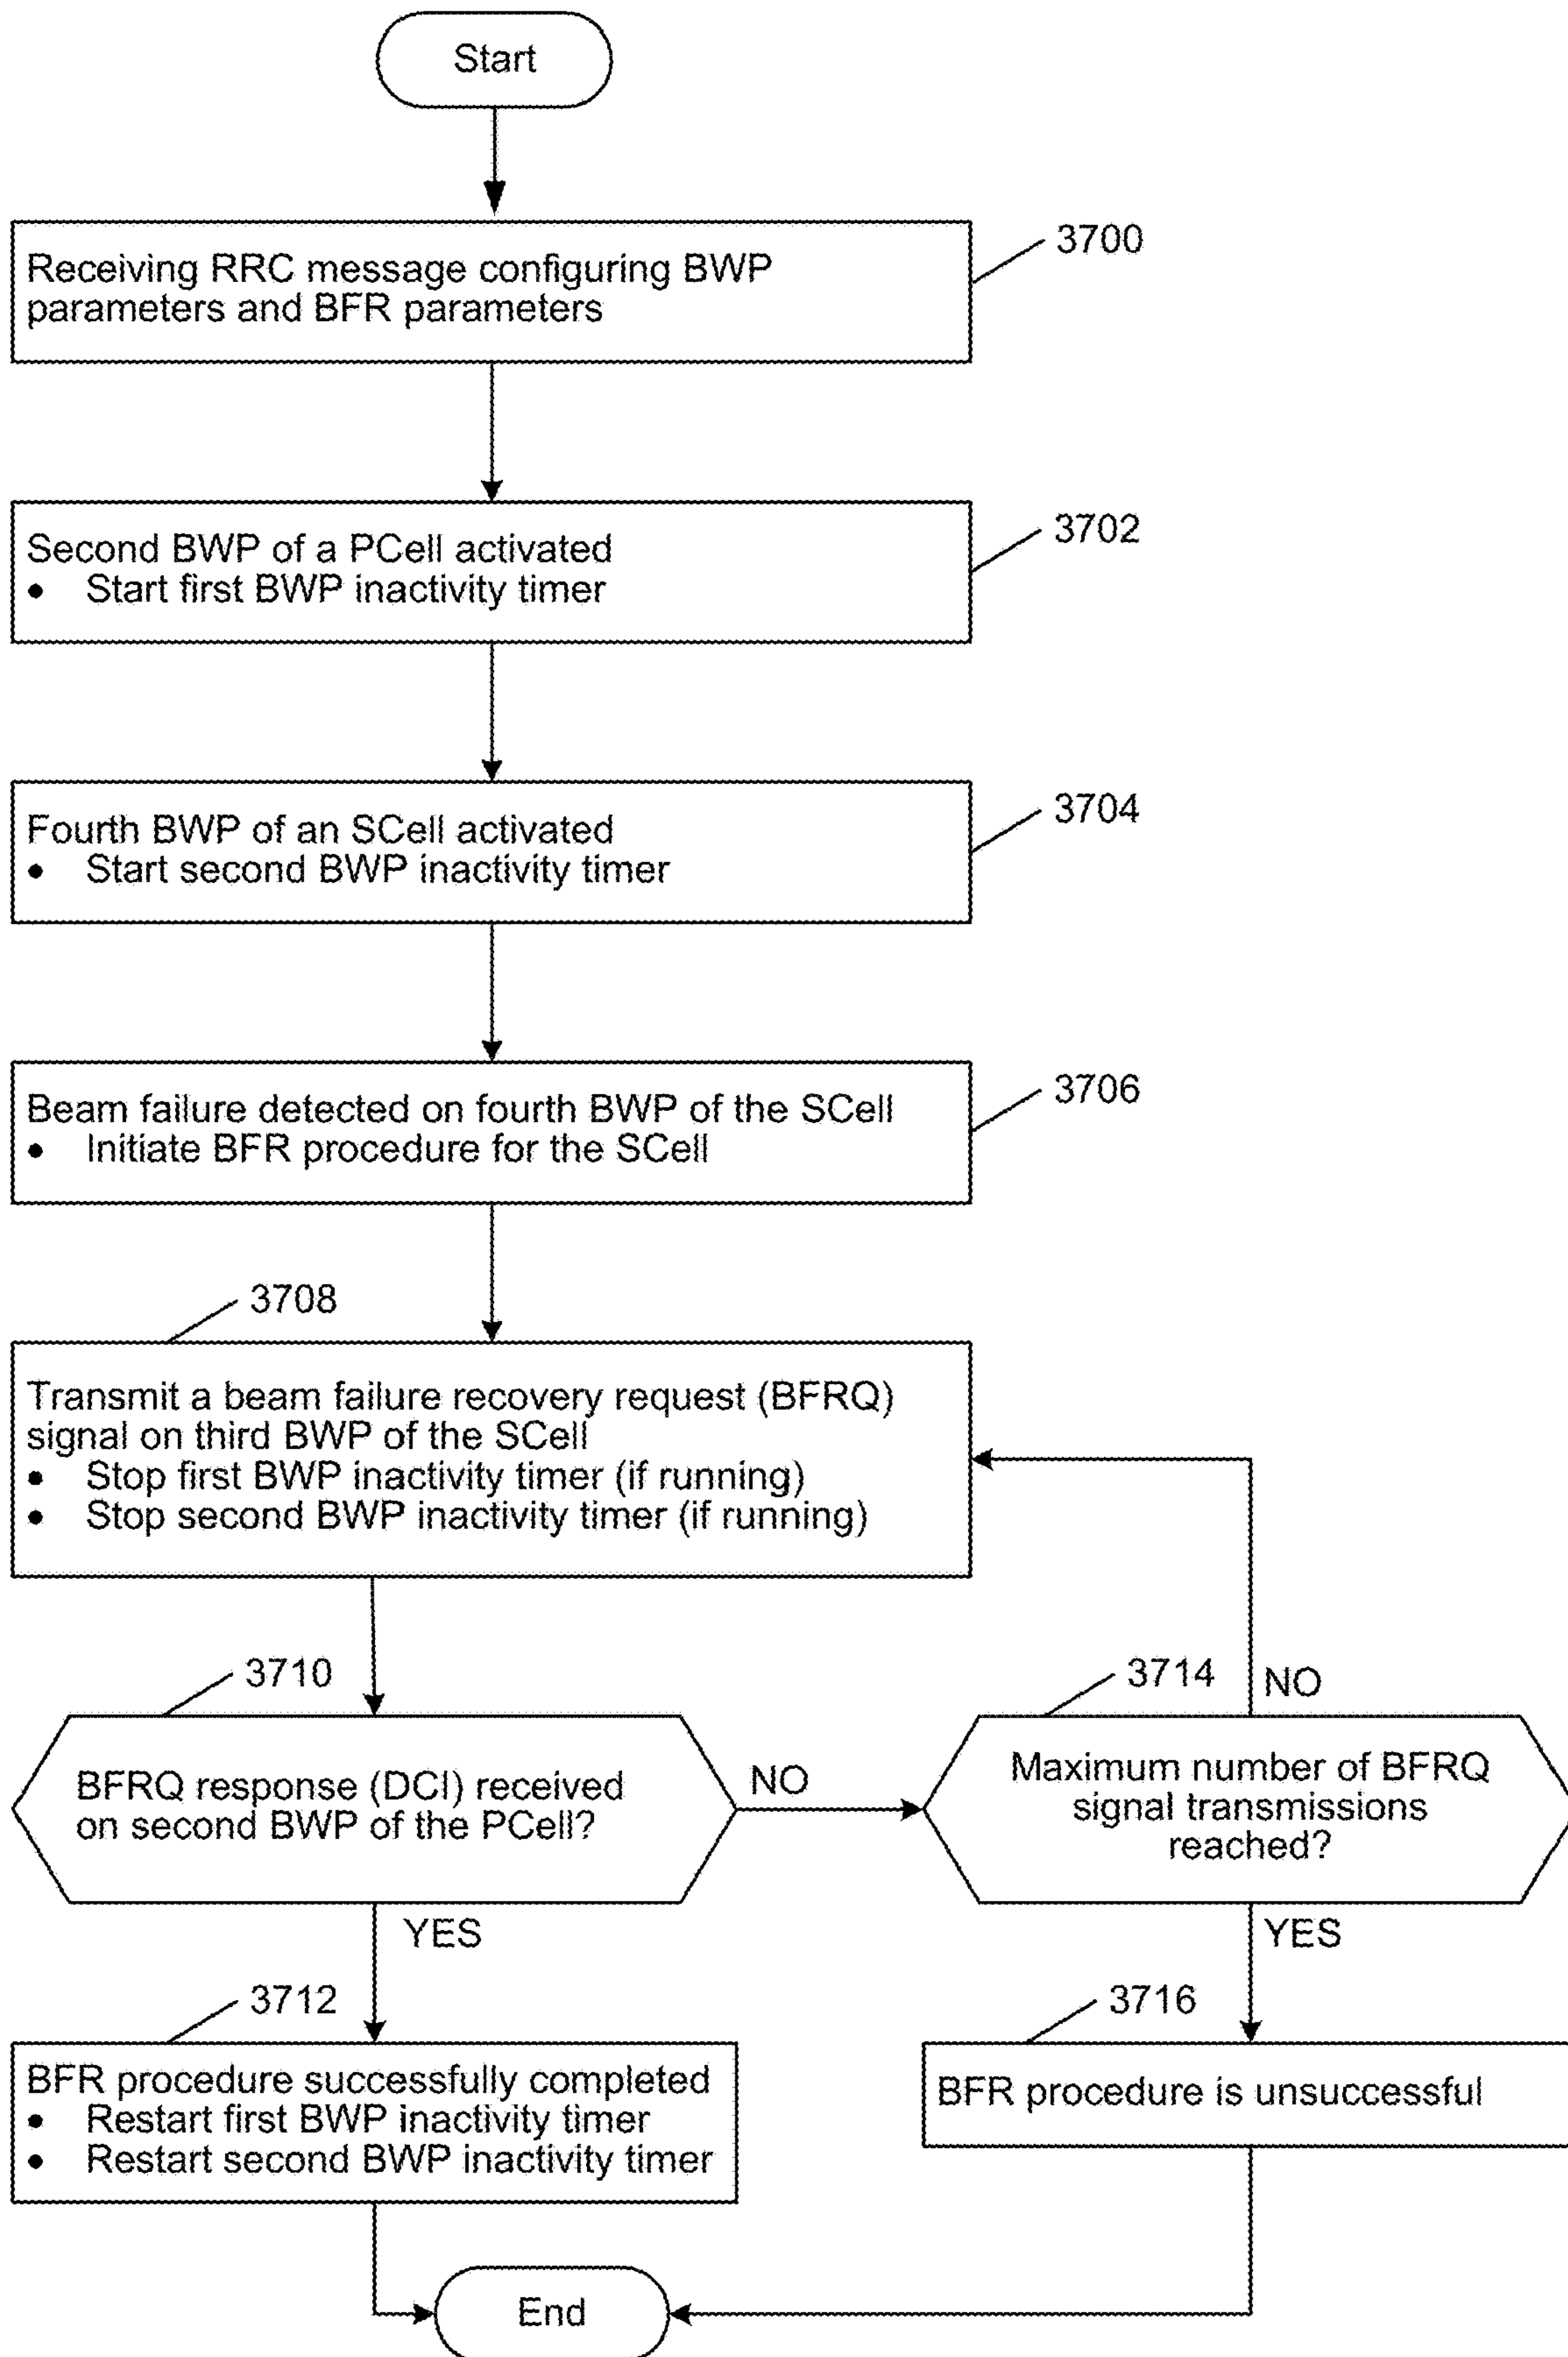 Start
3700
Receiving RRC message configuring BWP
parameters and BFR parameters
3702
Second BWP of a PCell activated
• Start first BWP inactivity timer
3704
Fourth BWP of an SCell activated
• Start second BWP inactivity timer
3706
Beam failure detected on fourth BWP of the SCell
• Initiate BFR procedure for the SCell
3708
Transmit a beam failure recovery request (BFRQ)
signal on third BWP of the SCell
• Stop first BWP inactivity timer (if running)
• Stop second BWP inactivity timer (if running)
3710
BFRQ response (DCI) received
on second BWP of the PCell?
NO
3714
NO
Maximum number of BFRQ
signal transmissions
reached?
YES
YES
3712
BFR procedure successfully completed
• Restart first BWP inactivity timer
• Restart second BWP inactivity timer
3716
BFR procedure is unsuccessful
End